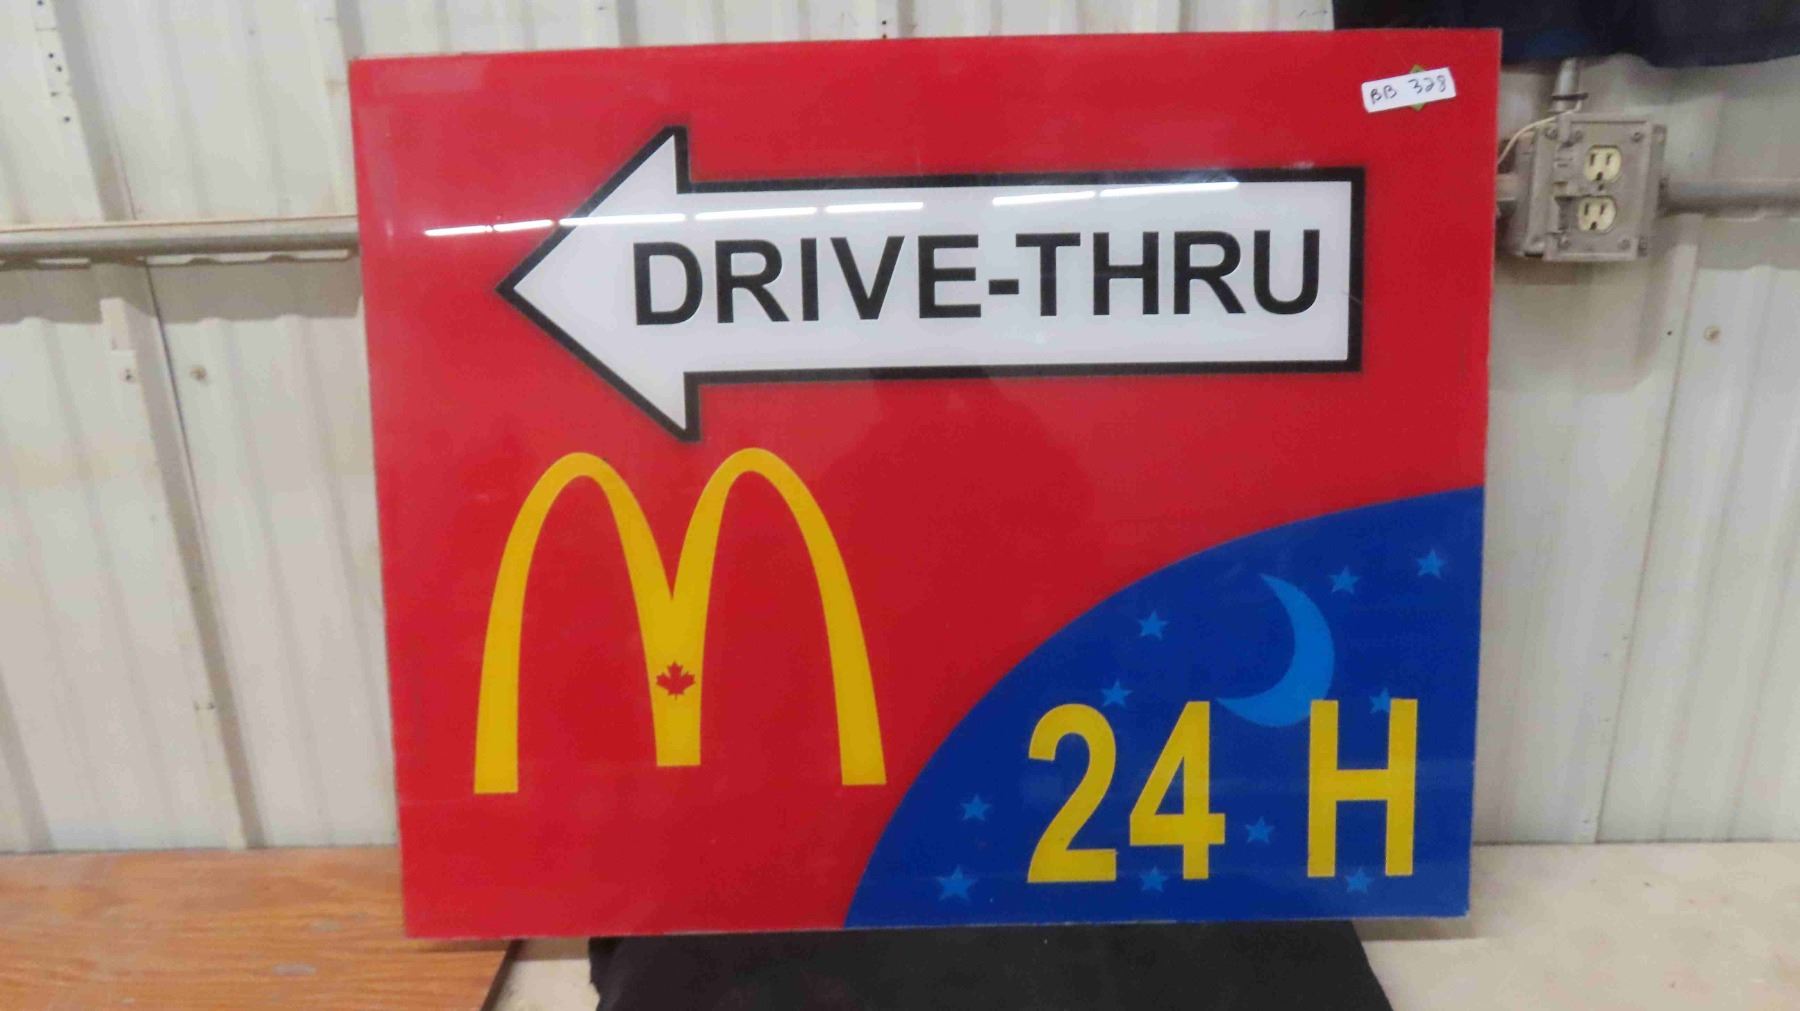 BB 328
DRIVE-THRU
24 H